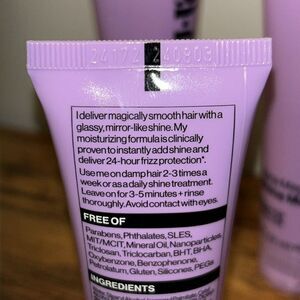 24172 240903
I deliver magically smooth hair with a
glassy, mirror-like shine. My
moisturizing formula is clinically
proven to instantly add shine and
deliver 24-hour frizz protection*.
Use me on damp hair 2-3 times a
week or as a daily shine treatment.
Leave on for 3-5 minutes + rinse
thoroughly. Avoid contact with eyes.
FREE OF
Parabens, Phthalates, SLES,
MIT/MCIT, Mineral Oil, Nanoparticles,
Triclosan, Triclocarban, BHT, BHA,
Oxybenzone, Benzophenone,
Petrolatum, Gluten, Silicones, PEGs
INGREDIENTS